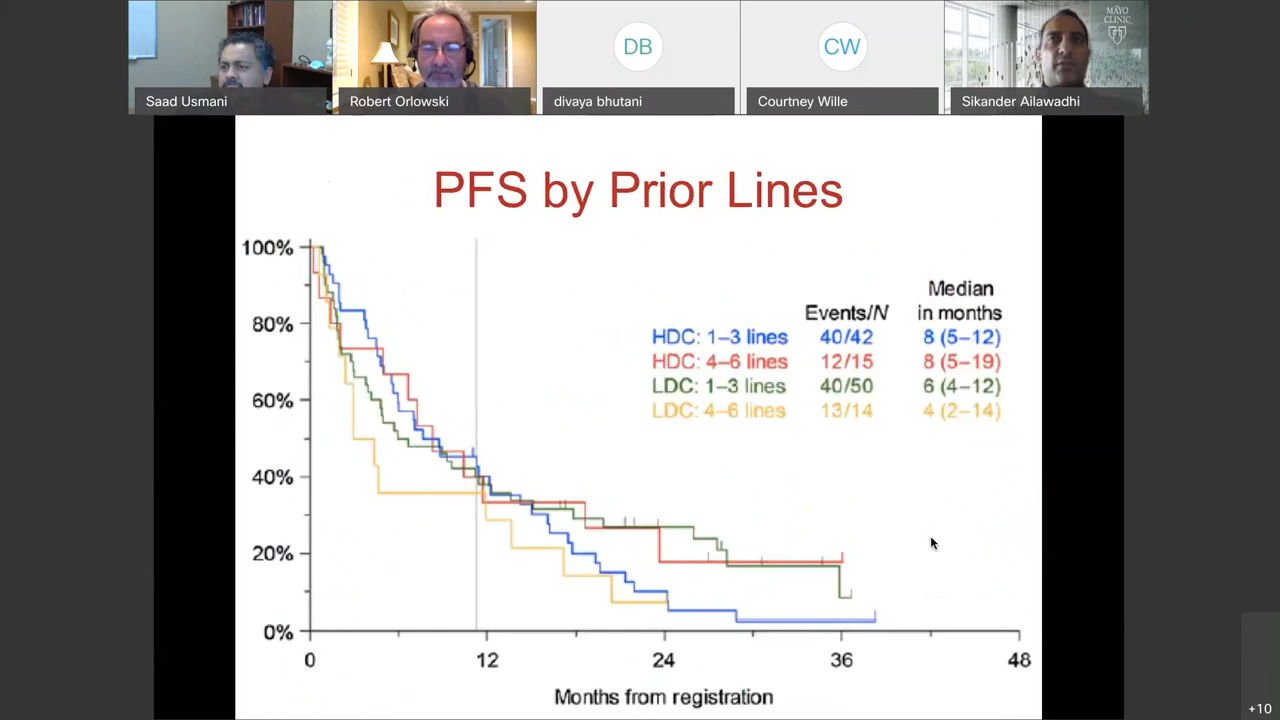 MAYO
CLINIC
DB
CW
Saad Usmani
Robert Orlowski
divaya bhutani
Courtney Wille
Sikander Ailawadhi
PFS by Prior Lines
Median
Events/N in months
HDC: 1–3 lines 40/42 8 (5–12)
HDC: 4–6 lines 12/15 8 (5–19)
LDC: 1–3 lines 40/50 6 (4–12)
LDC: 4–6 lines 13/14 4 (2–14)
100%
80%
60%
40%
20%
0%
0 12 24 36 48
Months from registration
+10